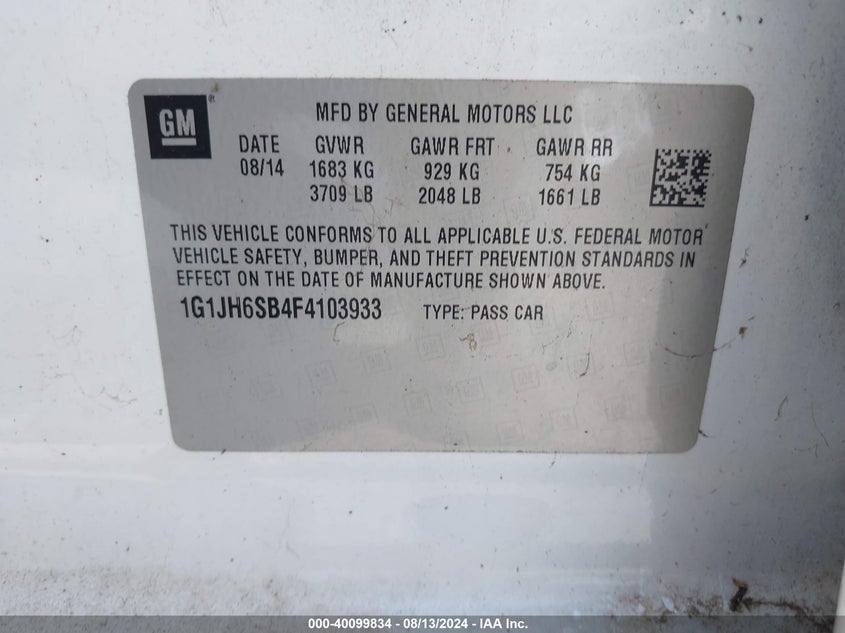 GM®
MFD BY GENERAL MOTORS LLC
DATE GVWR GAWR FRT GAWR RR
08/14 1683 KG 929 KG 754 KG
3709 LB 2048 LB 1661 LB
THIS VEHICLE CONFORMS TO ALL APPLICABLE U.S. FEDERAL MOTOR
VEHICLE SAFETY, BUMPER, AND THEFT PREVENTION STANDARDS IN
EFFECT ON THE DATE OF MANUFACTURE SHOWN ABOVE.
1G1JH6SB4F4103933 TYPE: PASS CAR
000-40099834 - 08/13/2024 - IAA Inc.